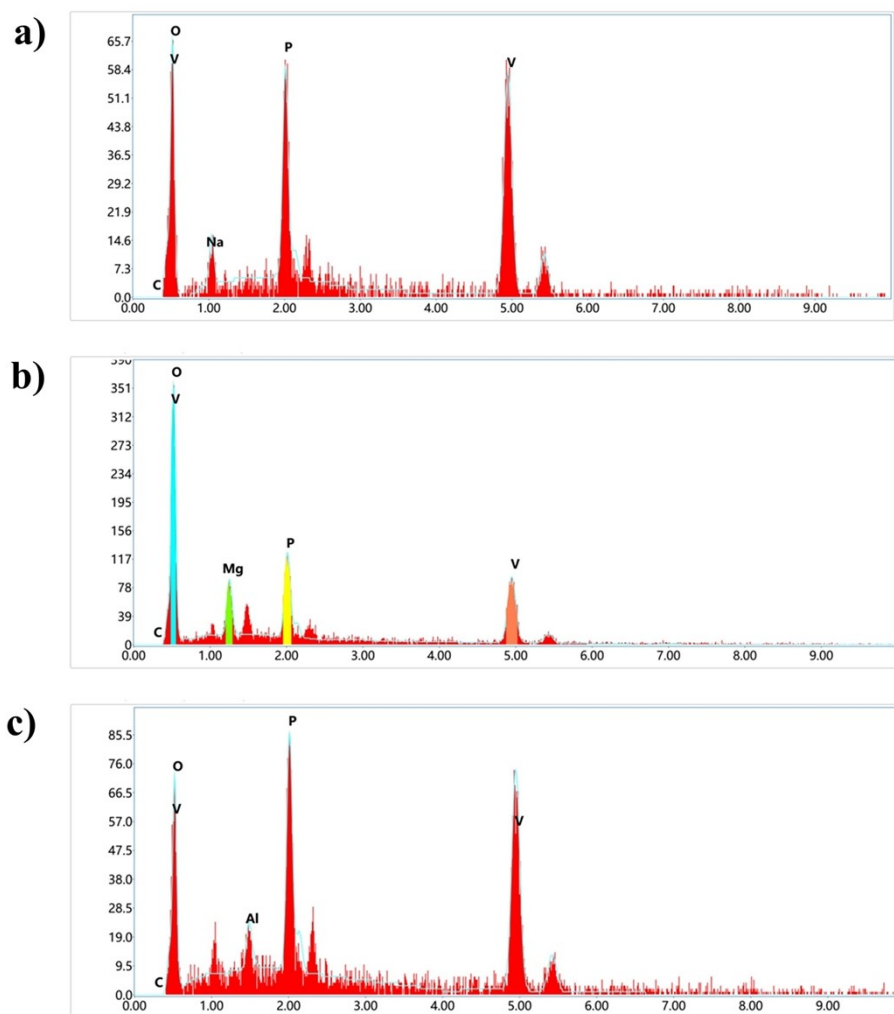 a)
65.7
58.4
51.1
43.8
36.5
29.2
21.9
14.6
7.3
0.0
O
V
C
Na
P
V
0.00 1.00 2.00 3.00 4.00 5.00 6.00 7.00 8.00 9.00
b)
390
351
312
273
234
195
156
117
78
39
0
O
V
C
Mg
P
V
0.00 1.00 2.00 3.00 4.00 5.00 6.00 7.00 8.00 9.00
c)
85.5
76.0
66.5
57.0
47.5
38.0
28.5
19.0
9.5
0.0
O
V
C
Al
P
V
0.00 1.00 2.00 3.00 4.00 5.00 6.00 7.00 8.00 9.00